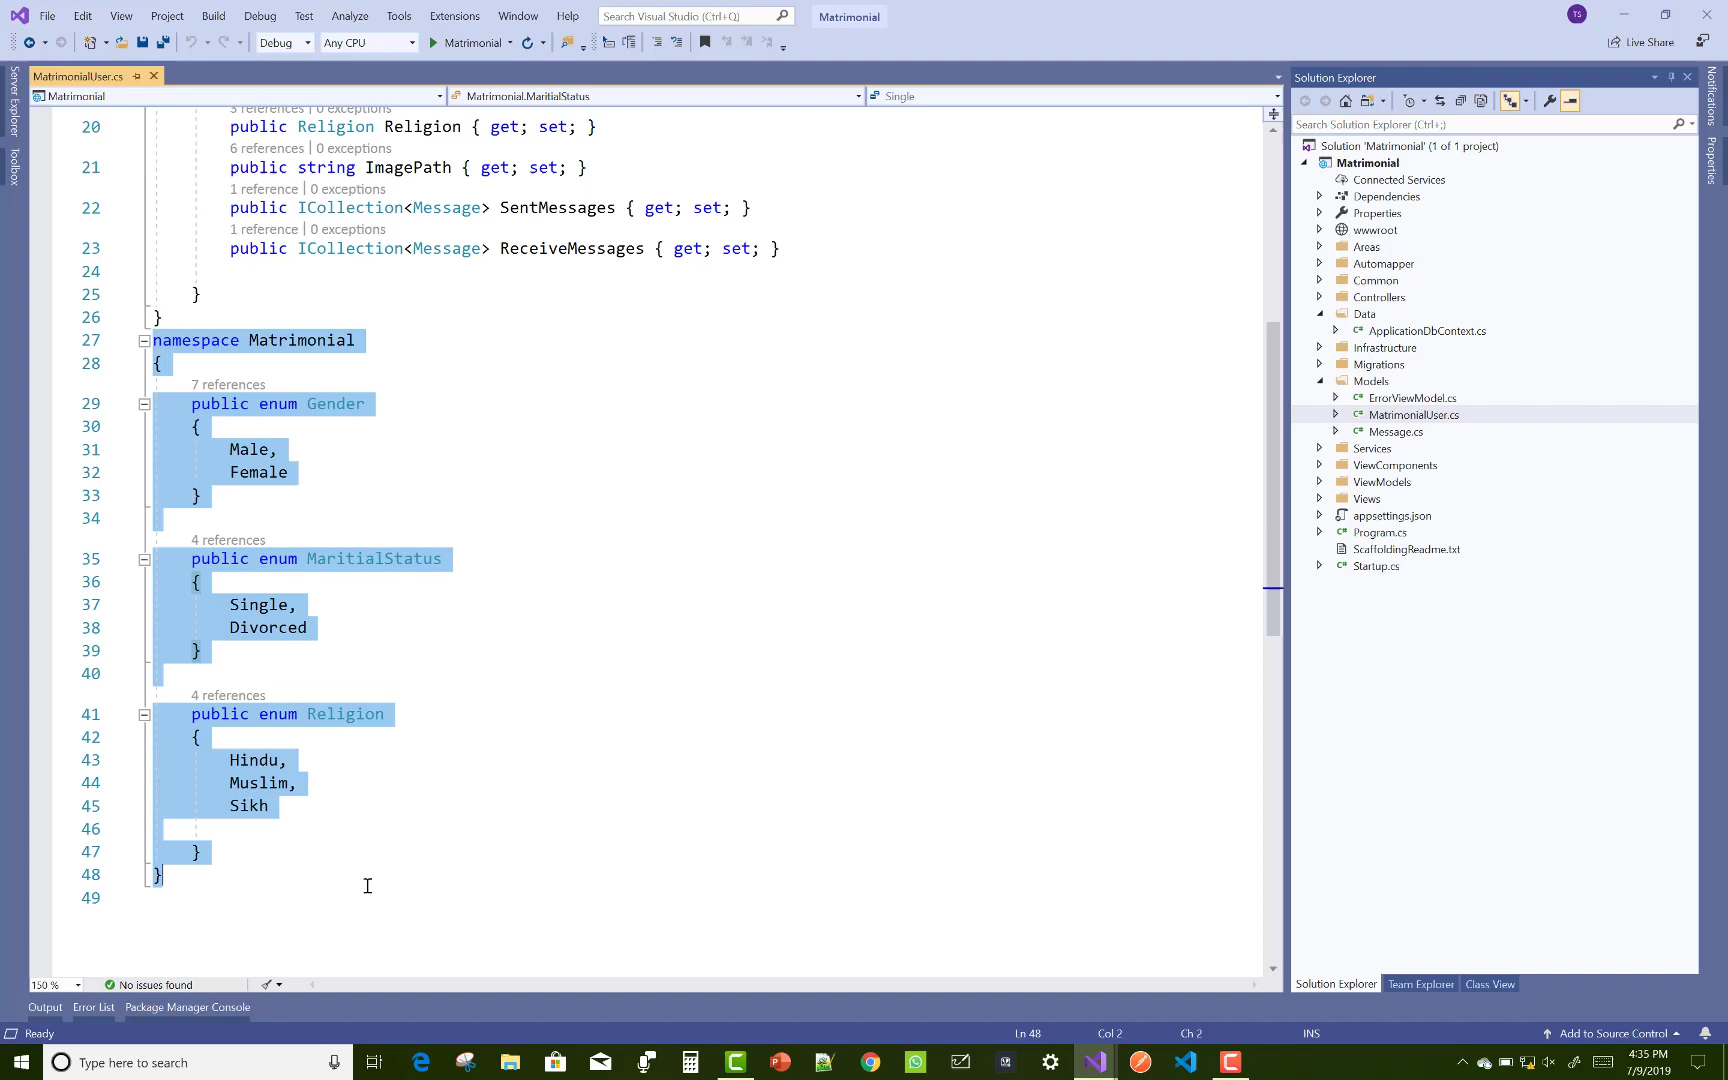 File Edit View Project Build Debug Test Analyze Tools Extensions Window Help Search Visual Studio (Ctrl+Q) Matrimonial TS
Debug Any CPU Matrimonial Live Share
Server Explorer
Toolbox
MatrimonialUser.cs
Matrimonial Matrimonial.MaritialStatus Single
3 references | 0 exceptions
20 public Religion Religion { get; set; }
6 references | 0 exceptions
21 public string ImagePath { get; set; }
1 reference | 0 exceptions
22 public ICollection<Message> SentMessages { get; set; }
1 reference | 0 exceptions
23 public ICollection<Message> ReceiveMessages { get; set; }
24
25 }
26 }
27 namespace Matrimonial
28 {
7 references
29 public enum Gender
30 {
31 Male,
32 Female
33 }
34
4 references
35 public enum MaritialStatus
36 {
37 Single,
38 Divorced
39 }
40
4 references
41 public enum Religion
42 {
43 Hindu,
44 Muslim,
45 Sikh
46
47 }
48 }
49
150 % No issues found
Output Error List Package Manager Console
Solution Explorer
Search Solution Explorer (Ctrl+;)
Solution 'Matrimonial' (1 of 1 project)
Matrimonial
Connected Services
Dependencies
Properties
wwwroot
Areas
Automapper
Common
Controllers
Data
ApplicationDbContext.cs
Infrastructure
Migrations
Models
ErrorViewModel.cs
MatrimonialUser.cs
Message.cs
Services
ViewComponents
ViewModels
Views
appsettings.json
Program.cs
ScaffoldingReadme.txt
Startup.cs
Solution Explorer Team Explorer Class View
Notifications
Properties
Ready Ln 48 Col 2 Ch 2 INS Add to Source Control
Type here to search
4:35 PM
7/9/2019